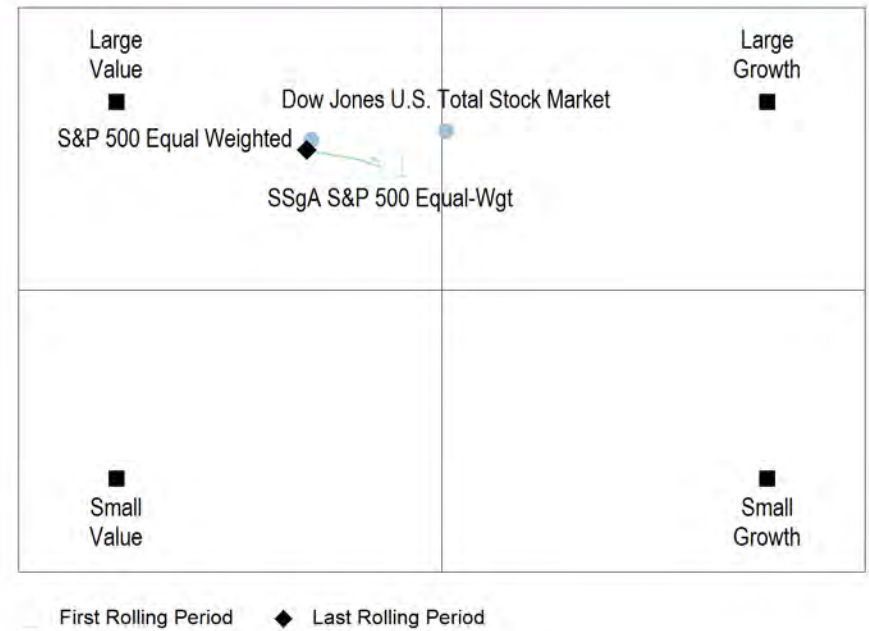 Large
Value
Large
Growth
Dow Jones U.S. Total Stock Market
S&P 500 Equal Weighted
SSgA S&P 500 Equal-Wgt
Small
Value
Small
Growth
First Rolling Period
Last Rolling Period